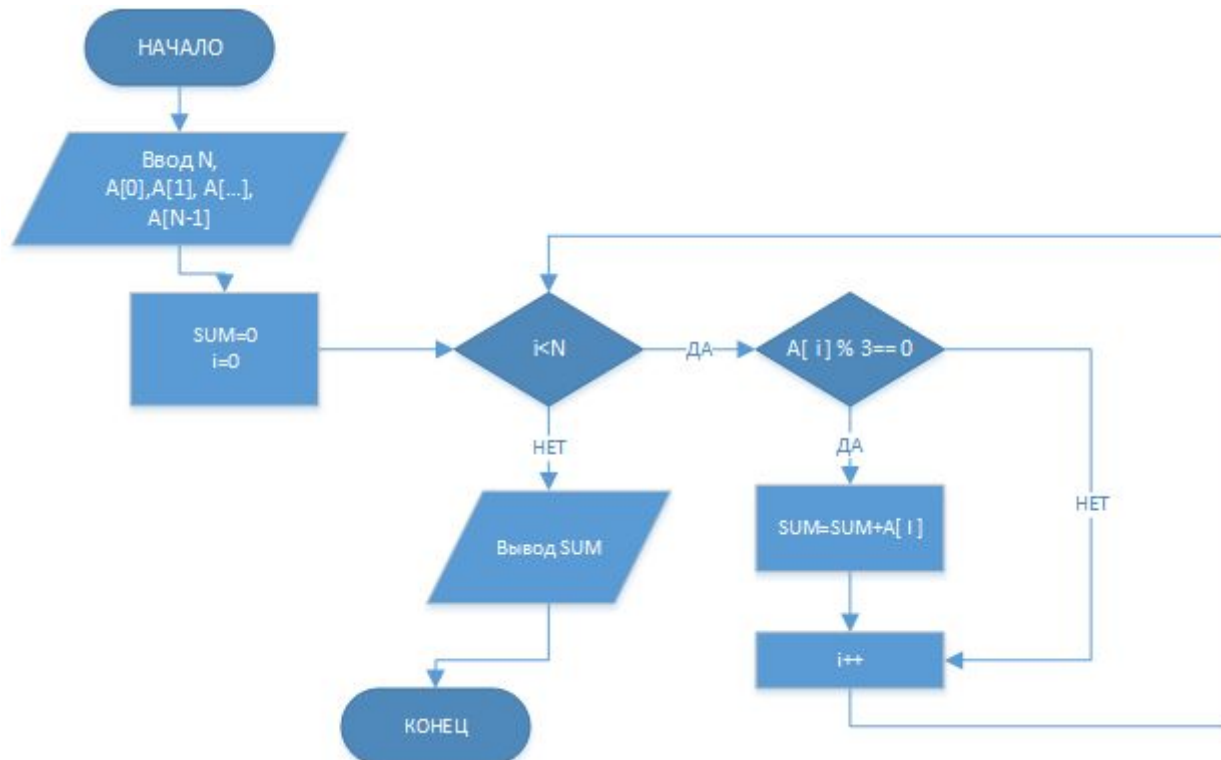 НАЧАЛО
Ввод N,
A[0],A[1], A[...],
A[N-1]
SUM=0
i=0
i<N
ДА
A[ i ] % 3== 0
НЕТ
ДА
НЕТ
Вывод SUM
SUM=SUM+A[ I ]
i++
КОНЕЦ